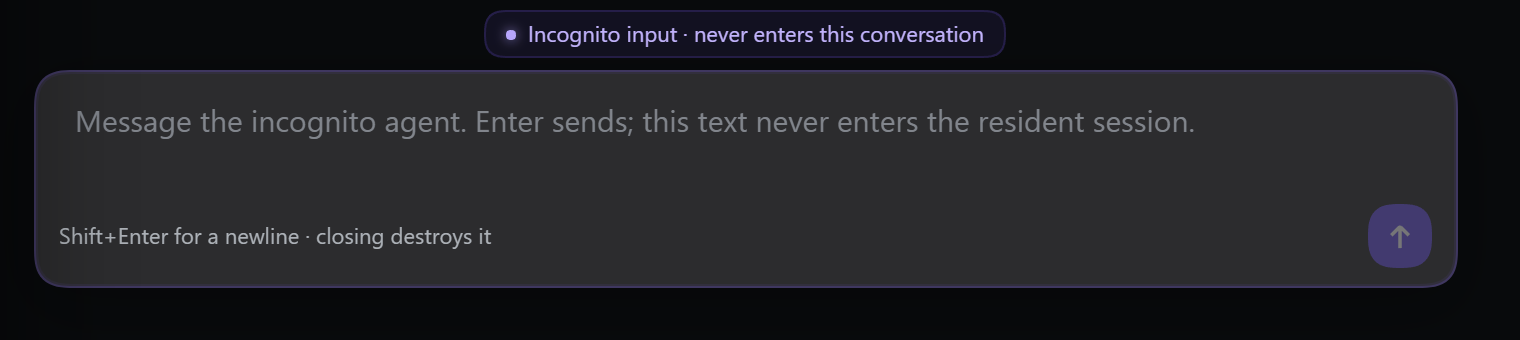 Incognito input · never enters this conversation
Message the incognito agent. Enter sends; this text never enters the resident session.
Shift+Enter for a newline · closing destroys it